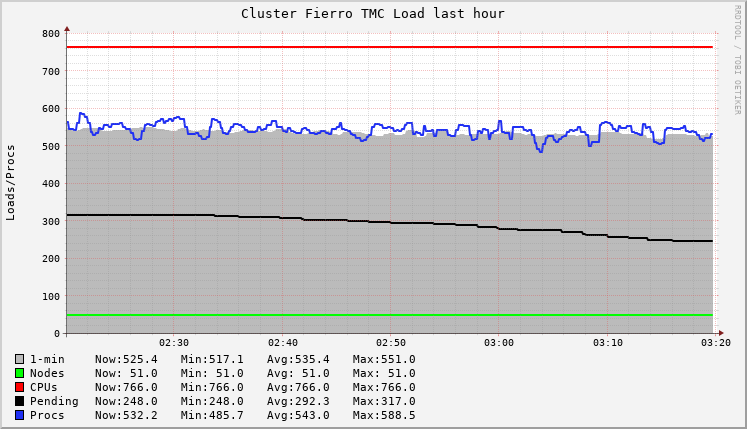 Cluster Fierro TMC Load last hour
RRDTOOL / TOBI OETIKER
Loads/Procs
800
700
600
500
400
300
200
100
0
02:30 02:40 02:50 03:00 03:10 03:20
1-min Now:525.4 Min:517.1 Avg:535.4 Max:551.0
Nodes Now: 51.0 Min: 51.0 Avg: 51.0 Max: 51.0
CPUs Now:766.0 Min:766.0 Avg:766.0 Max:766.0
Pending Now:248.0 Min:248.0 Avg:292.3 Max:317.0
Procs Now:532.2 Min:485.7 Avg:543.0 Max:588.5